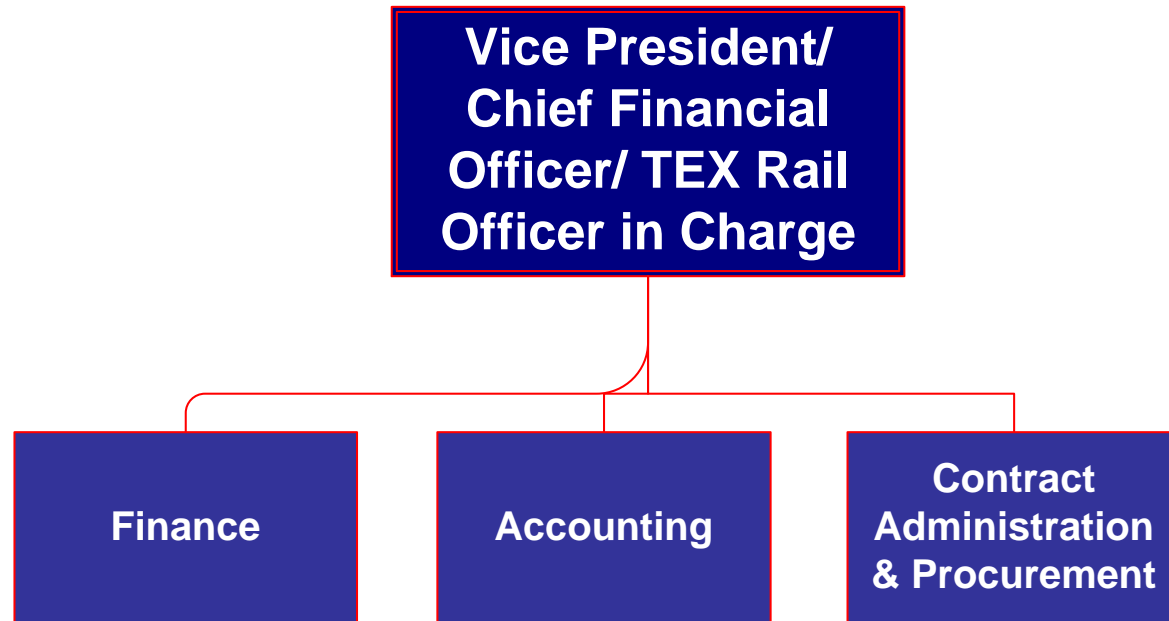 Vice President/
Chief Financial
Officer/ TEX Rail
Officer in Charge
Finance
Accounting
Contract
Administration
& Procurement